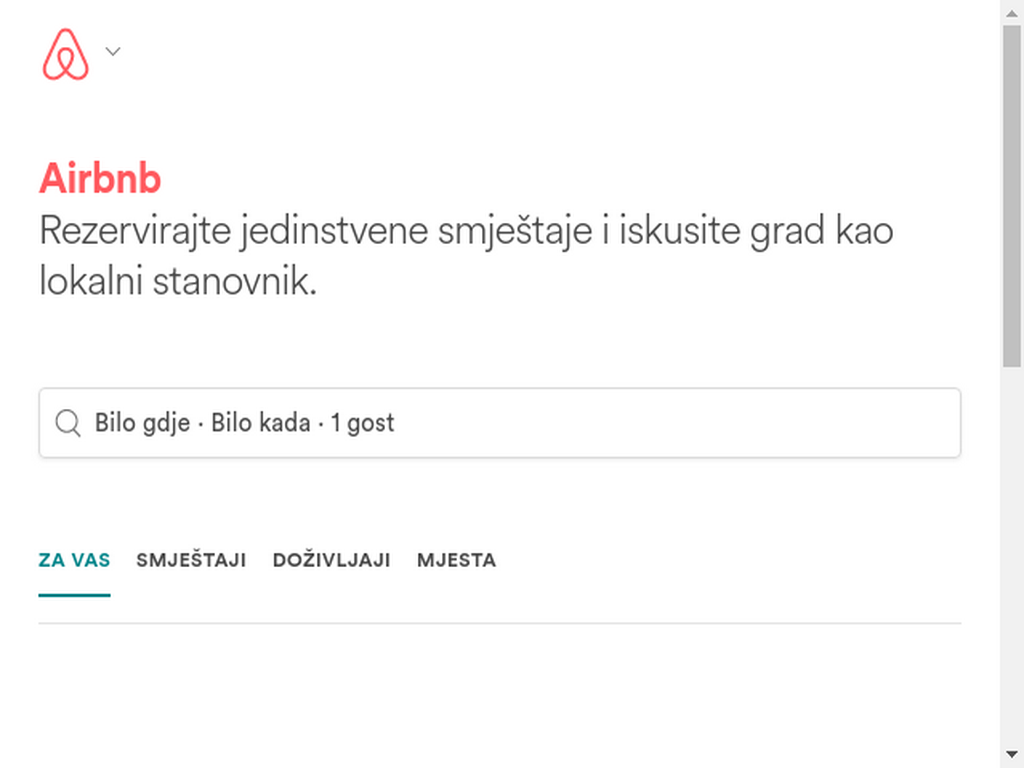 Airbnb
Rezervirajte jedinstvene smještaje i iskusite grad kao
lokalni stanovnik.
Bilo gdje · Bilo kada · 1 gost
ZA VAS SMJEŠTAJI DOŽIVLJAJI MJESTA